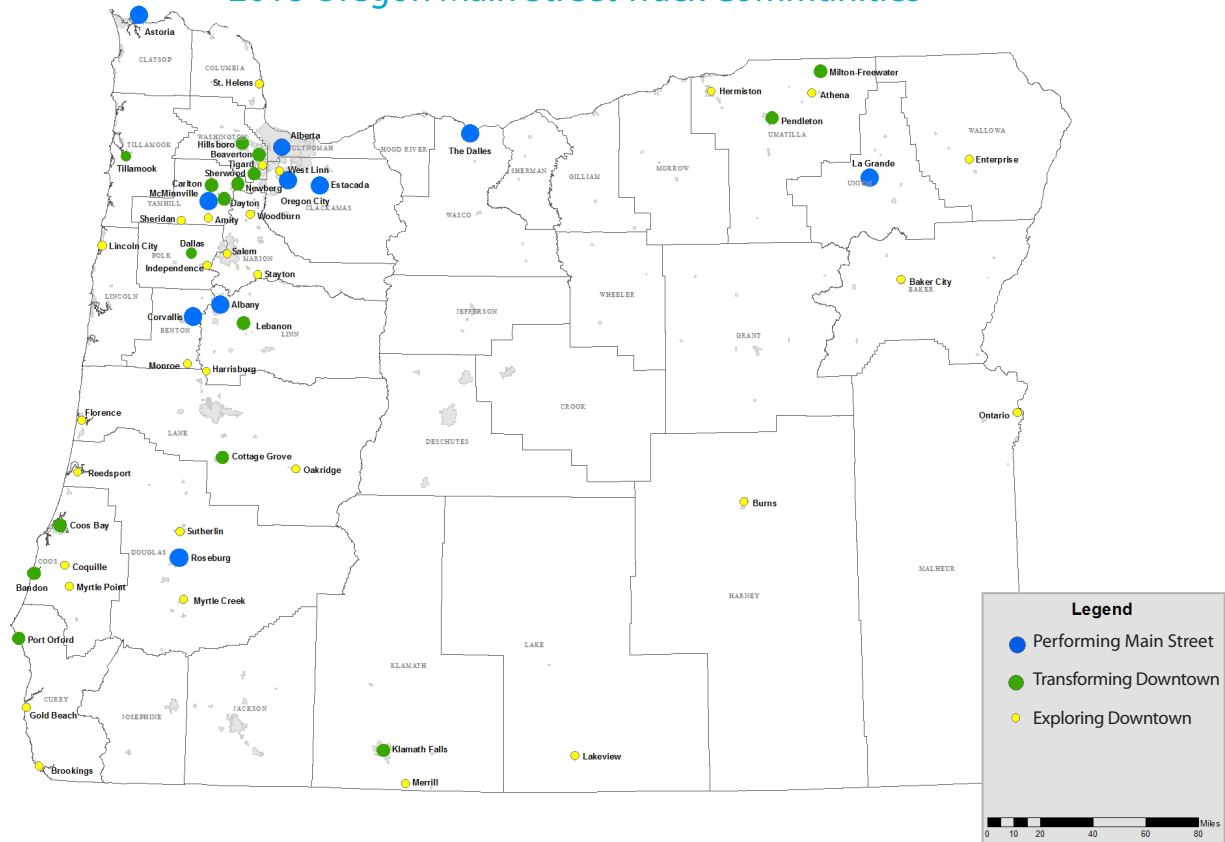 Oregon Main Street Track Communities
Astoria
CLATSOP
COLUMBIA
St. Helens
Milton-Freewater
Hermiston
Athena
Pendleton
UMATILLA
WALLOWA
Enterprise
WASHINGTON
Alberta
ULTNOMAH
Hillsboro
Beaverton
Tigard
TILLAMOOK
Tillamook
HOOD RIVER
The Dalles
SHERMAN
GILLIAM
MORROW
La Grande
UNION
West Linn
Sherwood
Carlton
Newberg
Estacada
McMinnville
Oregon City
CLACKAMAS
YAMHILL
Dayton
Woodburn
Sheridan
Amity
WASCO
Lincoln City
Dallas
POLK
Salem
MARION
Independence
Stayton
Baker City
BAKER
LINCOLN
WHEELER
Albany
Corvallis
BENTON
Lebanon
LINN
JEFFERSON
GRANT
Monroe
Harrisburg
CROOK
Florence
LANE
DESCHUTES
Ontario
Cottage Grove
Oakridge
Reedsport
Burns
Coos Bay
Sutherlin
DOUGLAS
Roseburg
COOS
Coquille
Bandon
Myrtle Point
Myrtle Creek
MALHEUR
HARNEY
Port Orford
LAKE
KLAMATH
CURRY
Gold Beach
JOSEPHINE
JACKSON
Klamath Falls
Lakeview
Brookings
Merrill
Legend
Performing Main Street
Transforming Downtown
Exploring Downtown
Miles
0 10 20 40 60 80